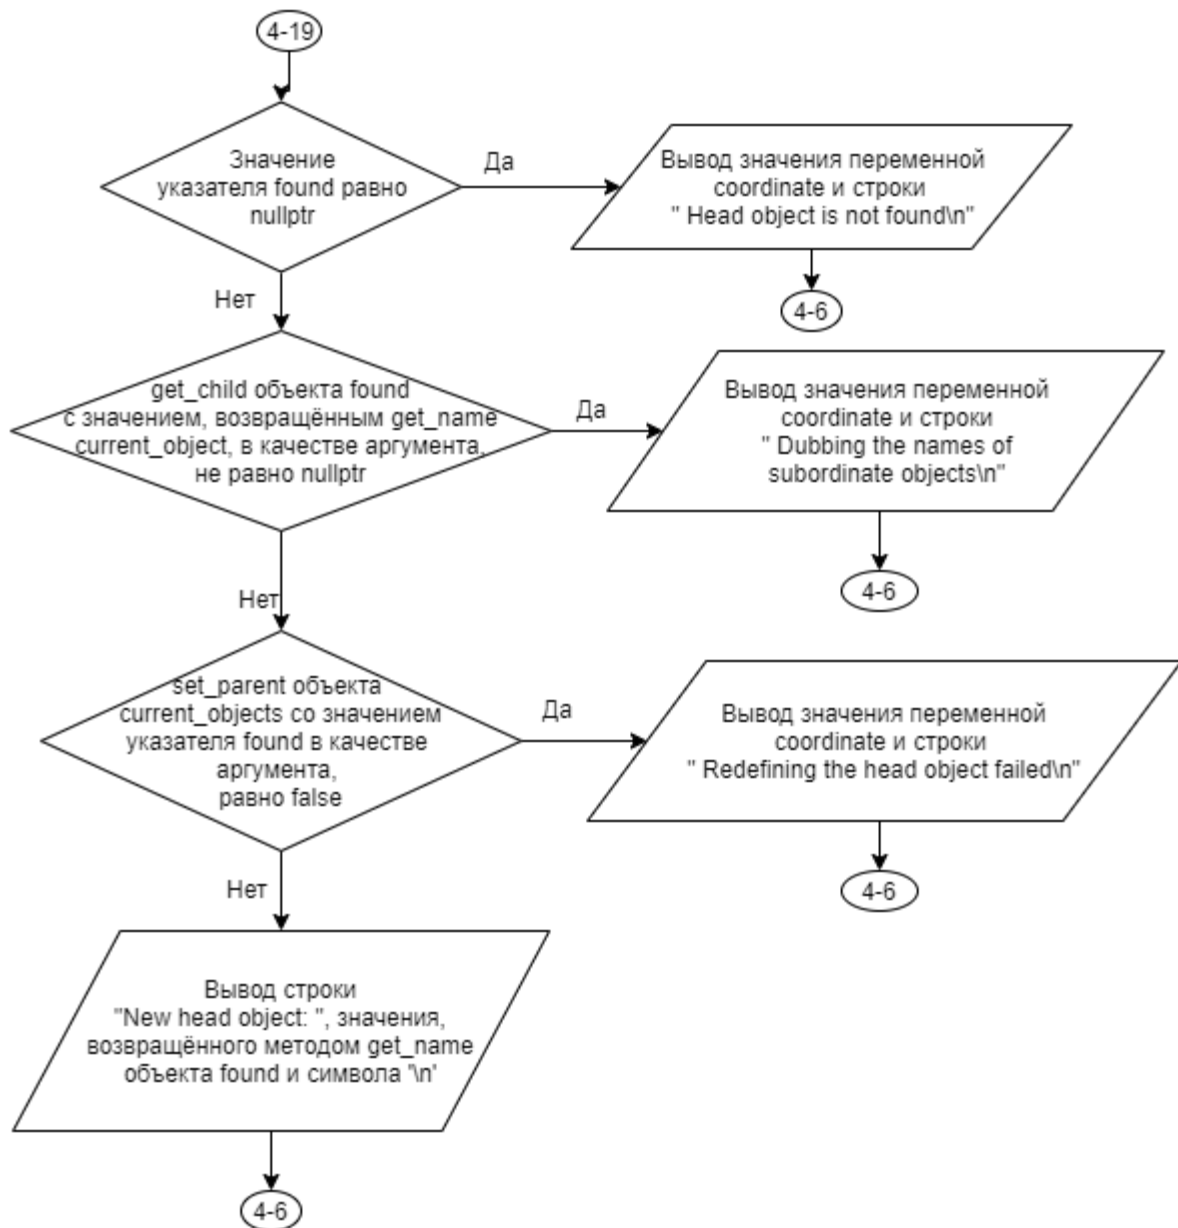 4-19
Значение
указателя found равно
nullptr
Да
Вывод значения переменной
coordinate и строки
" Head object is not found\n"
4-6
Нет
get_child объекта found
с значением, возвращённым get_name
current_object, в качестве аргумента,
не равно nullptr
Да
Вывод значения переменной
coordinate и строки
" Dubbing the names of
subordinate objects\n"
4-6
Нет
set_parent объекта
current_objects со значением
указателя found в качестве
аргумента,
равно false
Да
Вывод значения переменной
coordinate и строки
" Redefining the head object failed\n"
4-6
Нет
Вывод строки
"New head object: ", значения,
возвращённого методом get_name
объекта found и символа '\n'
4-6